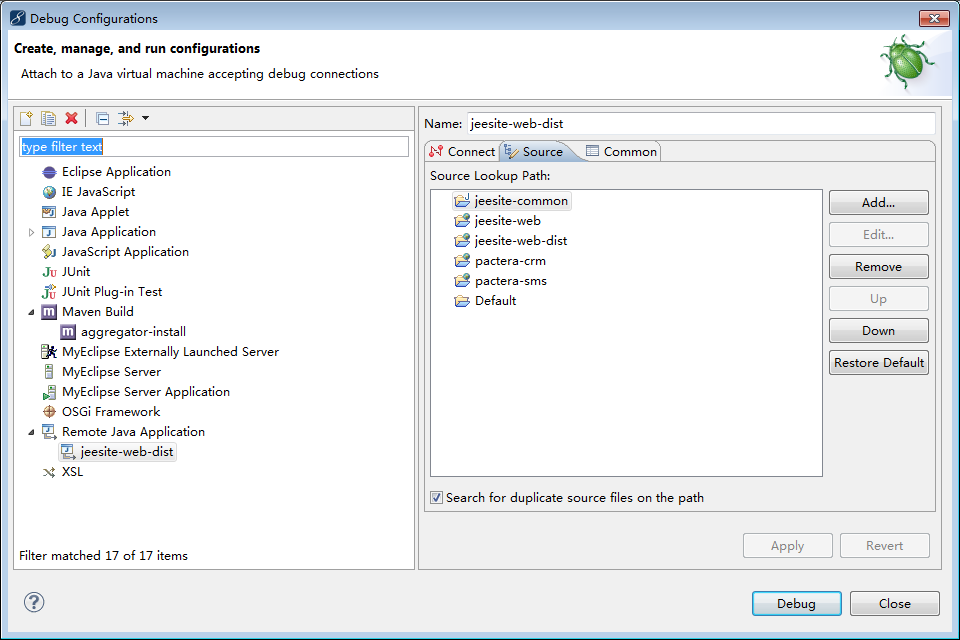 Debug Configurations
Create, manage, and run configurations
Attach to a Java virtual machine accepting debug connections
type filter text
Eclipse Application
IE JavaScript
Java Applet
Java Application
JavaScript Application
JUnit
JUnit Plug-in Test
Maven Build
aggregator-install
MyEclipse Externally Launched Server
MyEclipse Server
MyEclipse Server Application
OSGi Framework
Remote Java Application
jeesite-web-dist
XSL
Filter matched 17 of 17 items
Name: jeesite-web-dist
Connect Source Common
Source Lookup Path:
jeesite-common
jeesite-web
jeesite-web-dist
pactera-crm
pactera-sms
Default
Add...
Edit...
Remove
Up
Down
Restore Default
Search for duplicate source files on the path
Apply Revert
Debug Close